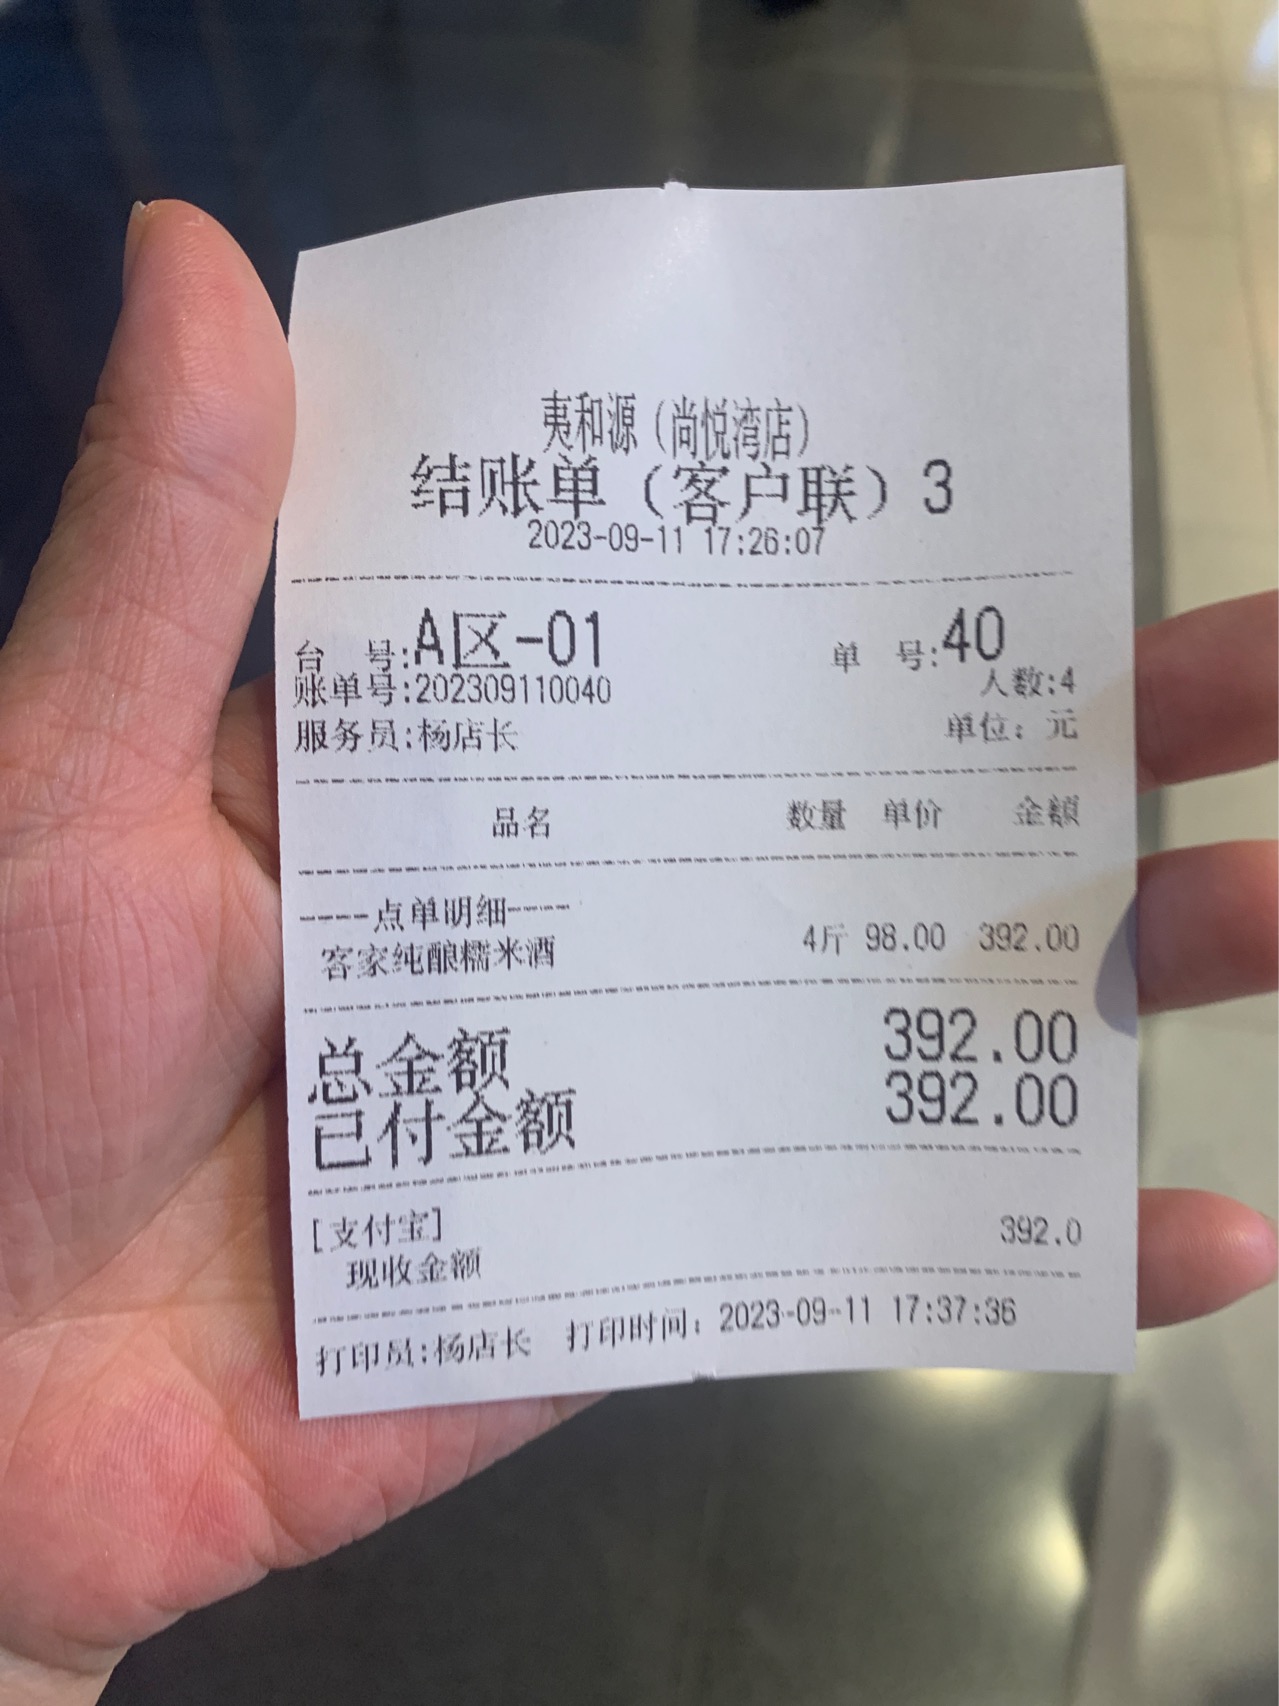 夷和源（尚悦湾店）
结账单（客户联）3
2023-09-11 17:26:07
台 号:A区-01 单 号:40
账单号:202309110040 人数:4
服务员:杨店长 单位: 元
品名 数量 单价 金额
----点单明细----
客家纯酿糯米酒 4斤 98.00 392.00
总金额 392.00
已付金额 392.00
[支付宝] 392.0
现收金额
打印员:杨店长 打印时间: 2023-09-11 17:37:36